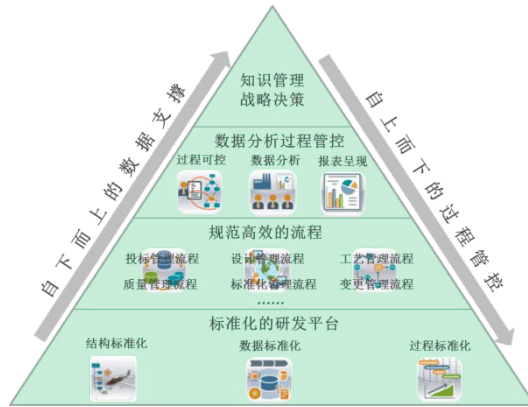 知识管理
战略决策
数据分析过程管控
过程可控 数据分析 报表呈现
规范高效的流程
投标管理流程 设计管理流程 工艺管理流程
质量管理流程 标准化管理流程 变更管理流程
……
标准化的研发平台
结构标准化 数据标准化 过程标准化
自下而上的数据支撑
自上而下的过程管控